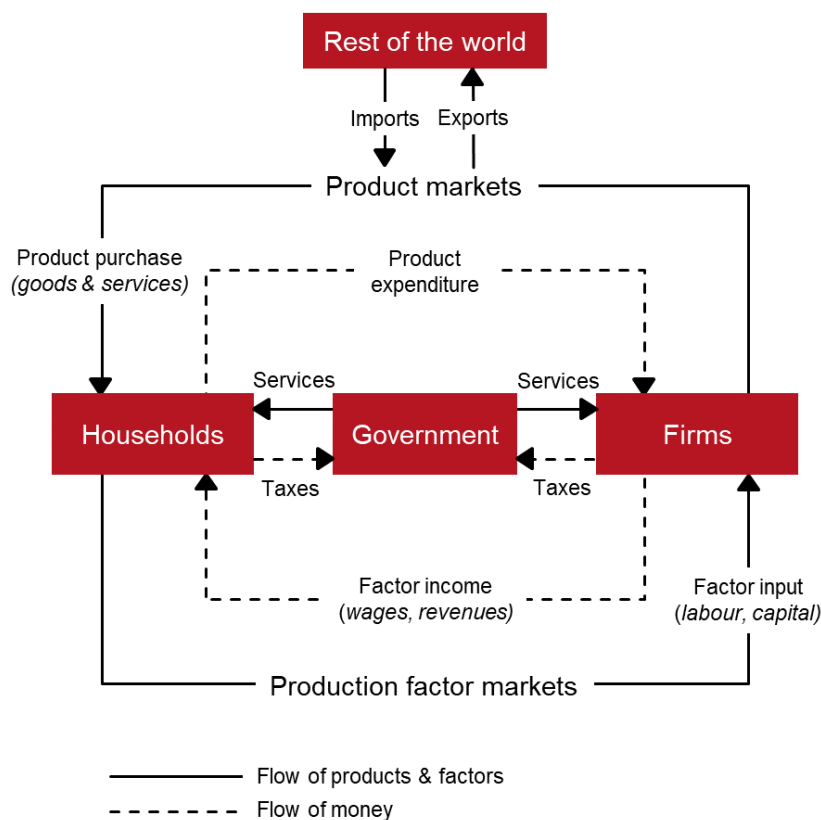 Rest of the world
Imports
Exports
Product markets
Product purchase
(goods & services)
Product
expenditure
Services
Services
Households
Government
Firms
Taxes
Taxes
Factor income
(wages, revenues)
Factor input
(labour, capital)
Production factor markets
Flow of products & factors
Flow of money